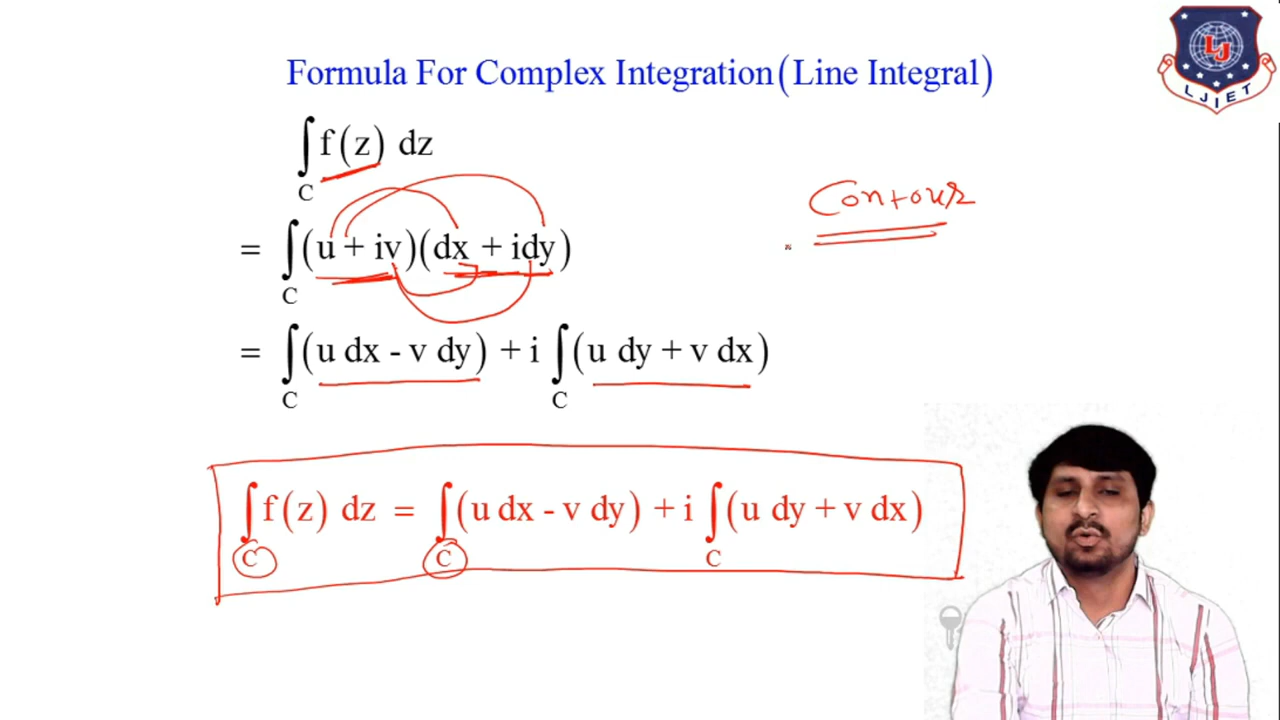 Formula For Complex Integration (Line Integral)
LJ
LJIET
∫_C f(z) dz
Contour
= ∫_C (u + iv)(dx + idy)
= ∫_C (u dx - v dy) + i ∫_C (u dy + v dx)
∫_C f(z) dz = ∫_C (u dx - v dy) + i ∫_C (u dy + v dx)